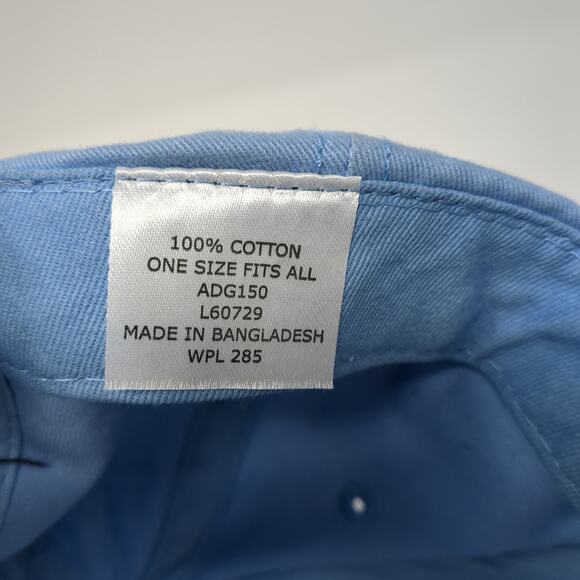 100% COTTON
ONE SIZE FITS ALL
ADG150
L60729
MADE IN BANGLADESH
WPL 285